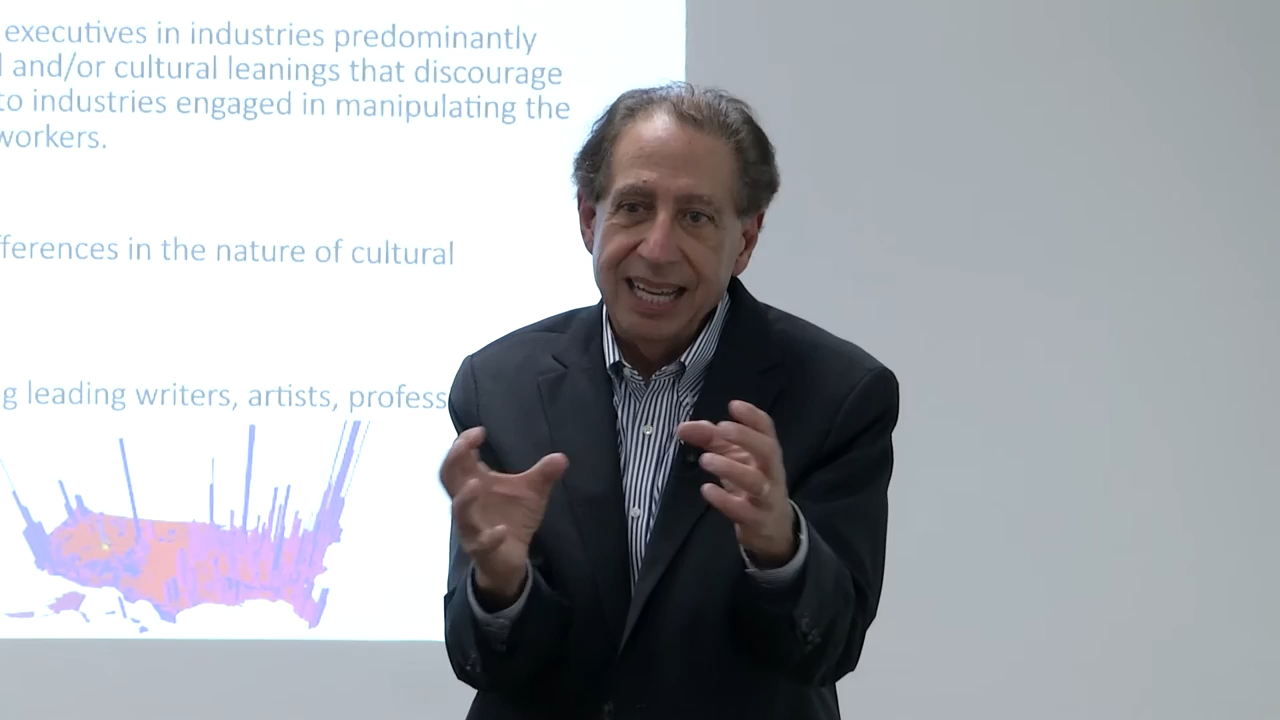 executives in industries predominantly
and/or cultural leanings that discourage
to industries engaged in manipulating the
workers.
fferences in the nature of cultural
g leading writers, artists, profess